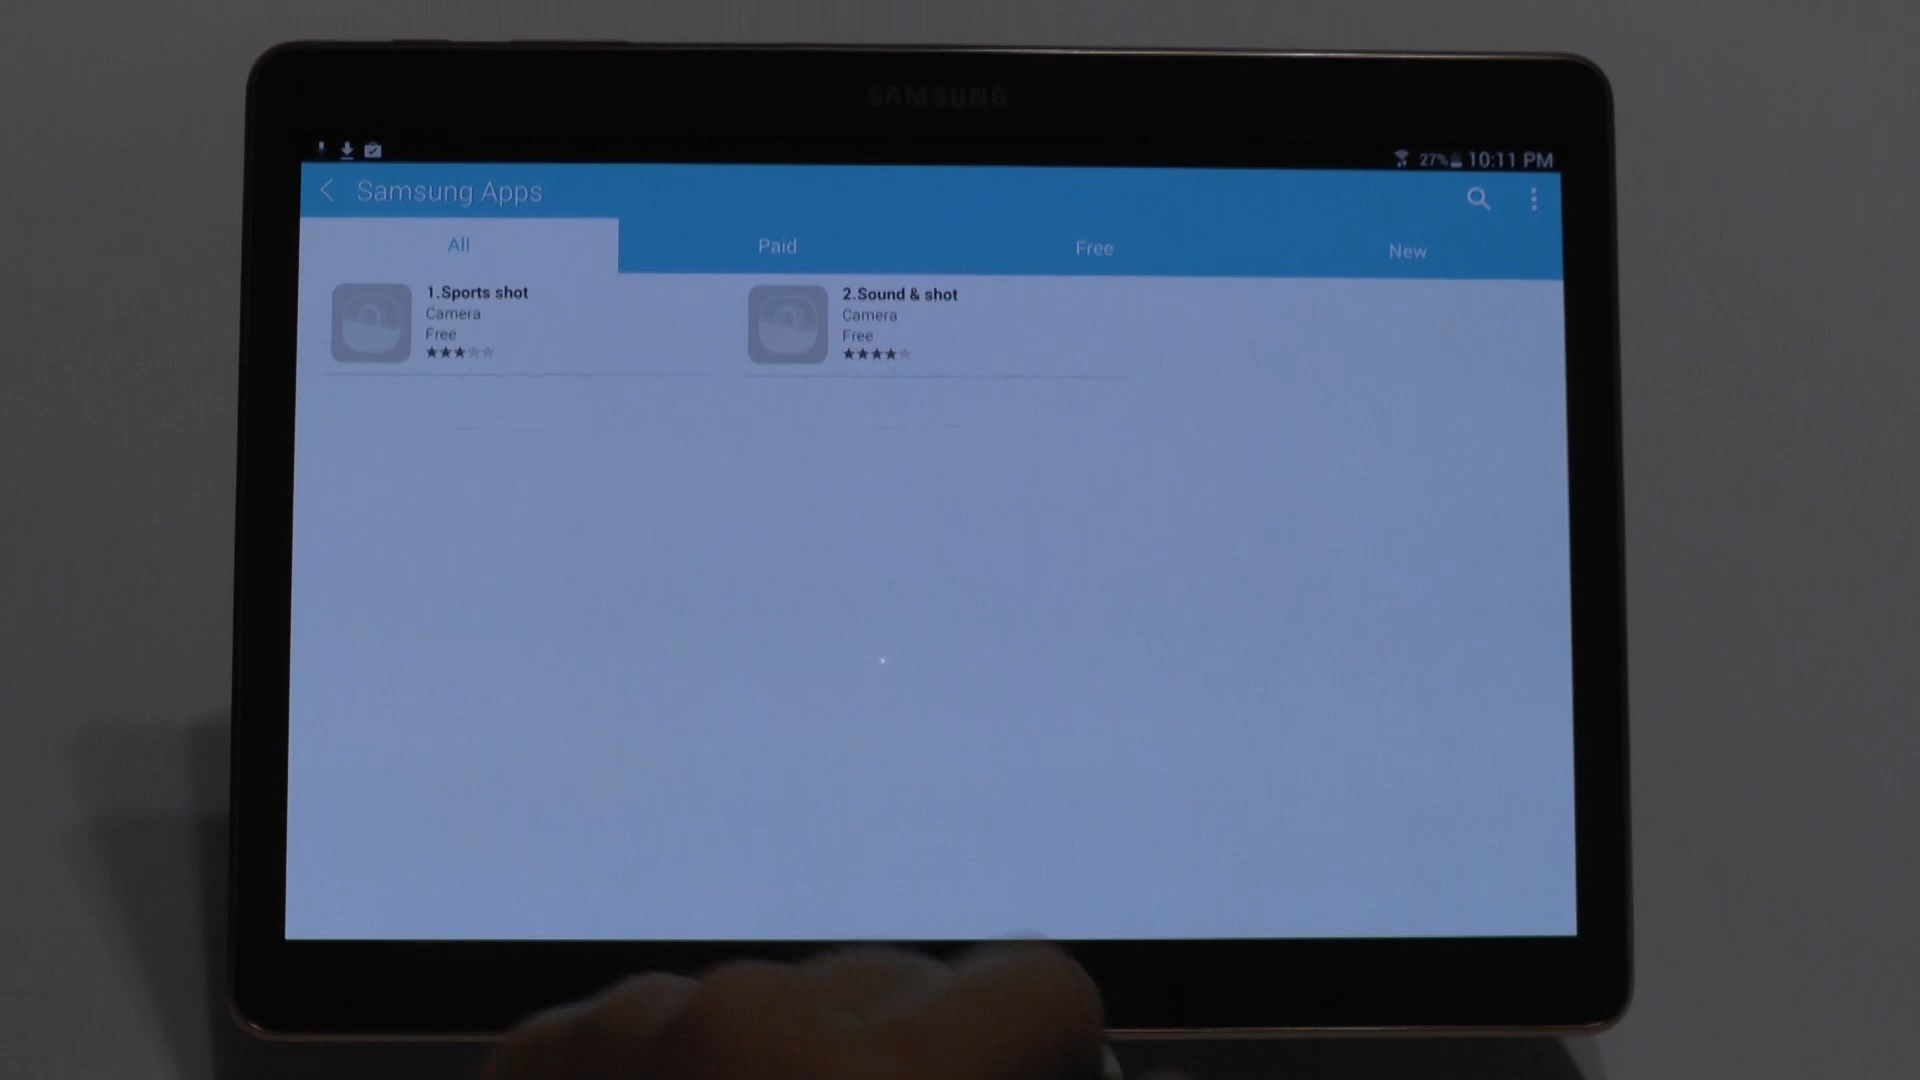 SAMSUNG
27% 10:11 PM
Samsung Apps
All Paid Free New
1.Sports shot
Camera
Free
2.Sound & shot
Camera
Free